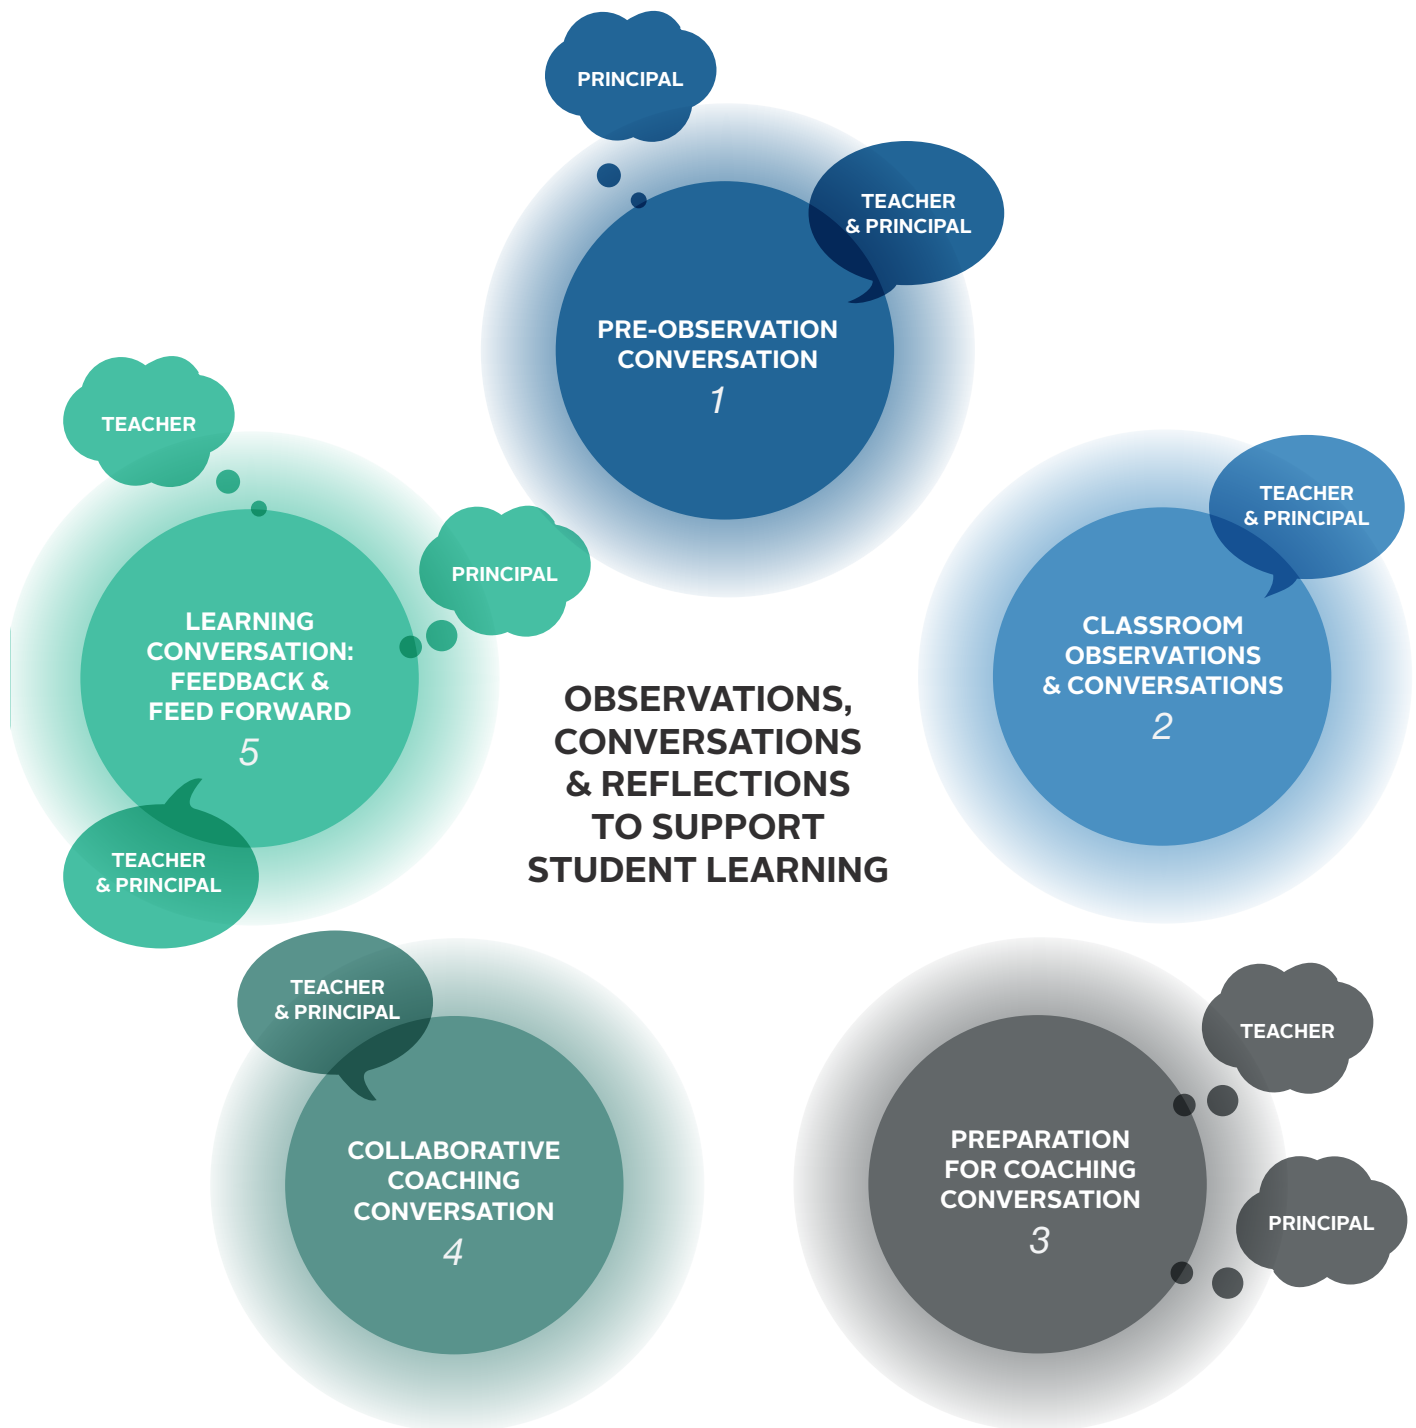 PRINCIPAL
TEACHER
& PRINCIPAL
PRE-OBSERVATION
CONVERSATION
1
TEACHER
& PRINCIPAL
CLASSROOM
OBSERVATIONS
& CONVERSATIONS
2
TEACHER
PRINCIPAL
PREPARATION
FOR COACHING
CONVERSATION
3
TEACHER
& PRINCIPAL
COLLABORATIVE
COACHING
CONVERSATION
4
TEACHER
PRINCIPAL
LEARNING
CONVERSATION:
FEEDBACK &
FEED FORWARD
5
TEACHER
& PRINCIPAL
OBSERVATIONS,
CONVERSATIONS
& REFLECTIONS
TO SUPPORT
STUDENT LEARNING